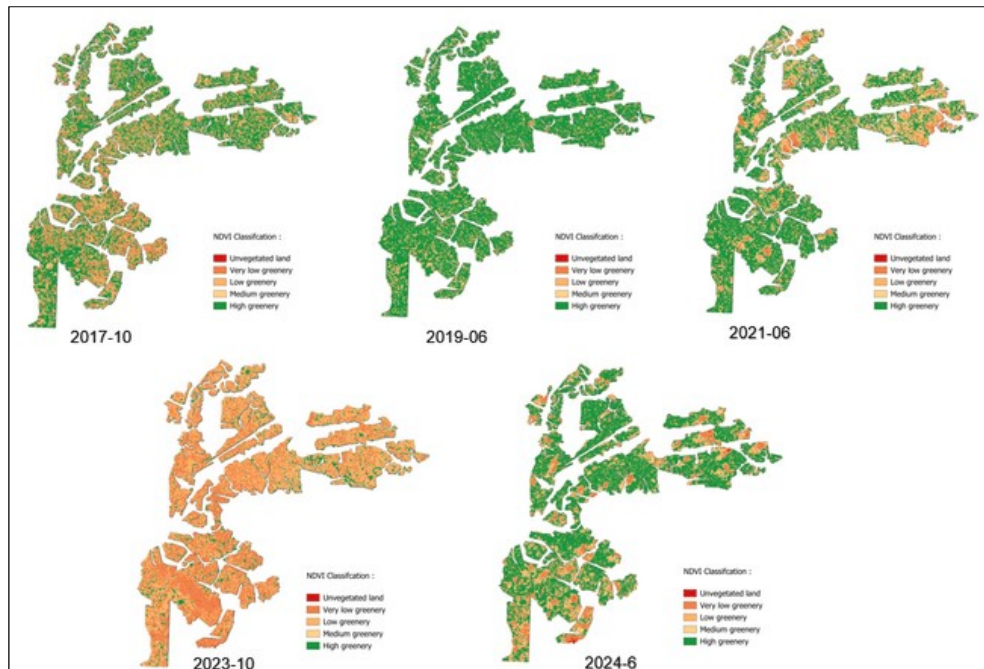 NDVI Classifcation :
Unvegetated land
Very low greenery
Low greenery
Medium greenery
High greenery
2017-10
NDVI Classifcation :
Unvegetated land
Very low greenery
Low greenery
Medium greenery
High greenery
2019-06
NDVI Classifcation :
Unvegetated land
Very low greenery
Low greenery
Medium greenery
High greenery
2021-06
NDVI Classifcation :
Unvegetated land
Very low greenery
Low greenery
Medium greenery
High greenery
2023-10
NDVI Classifcation :
Unvegetated land
Very low greenery
Low greenery
Medium greenery
High greenery
2024-6